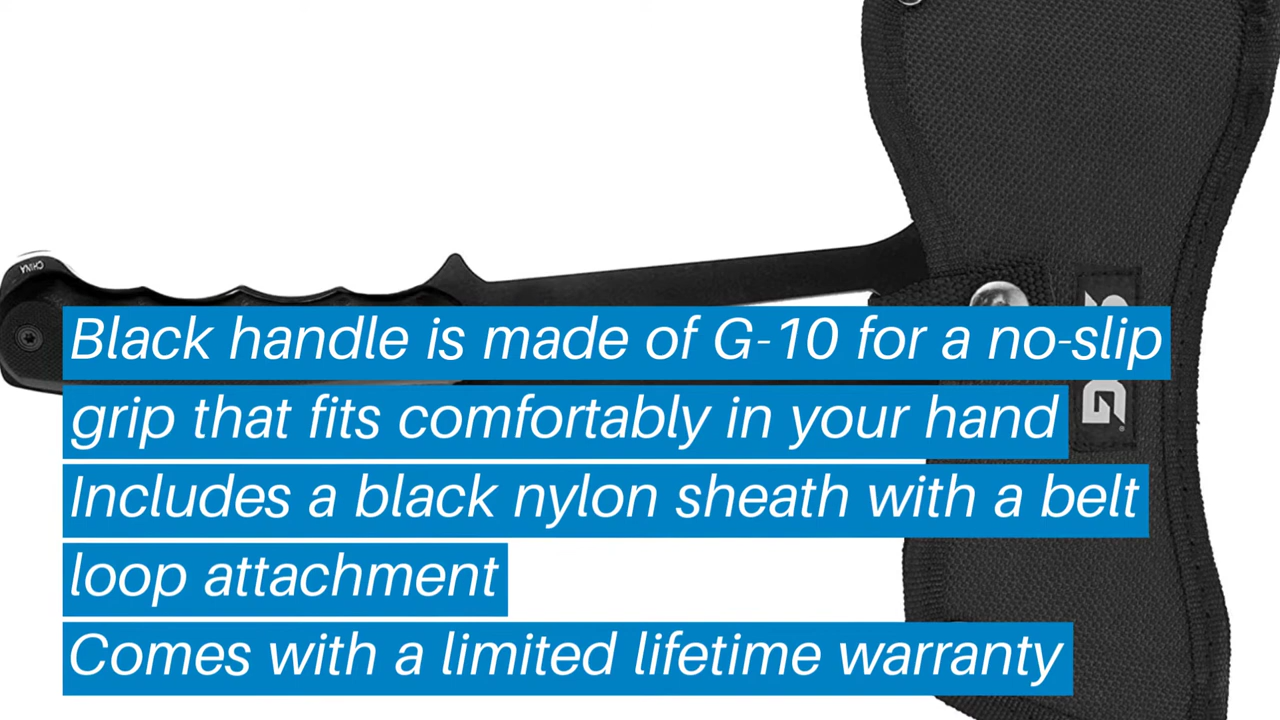 CHINA
Black handle is made of G-10 for a no-slip
grip that fits comfortably in your hand
Includes a black nylon sheath with a belt
loop attachment
Comes with a limited lifetime warranty
G
®